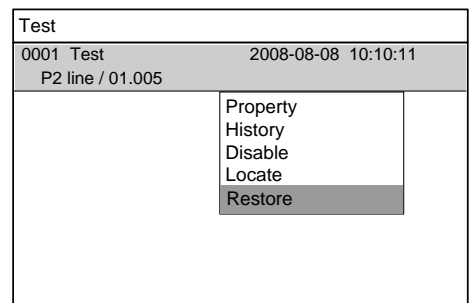 Test
0001 Test 2008-08-08 10:10:11
P2 line / 01.005
Property
History
Disable
Locate
Restore